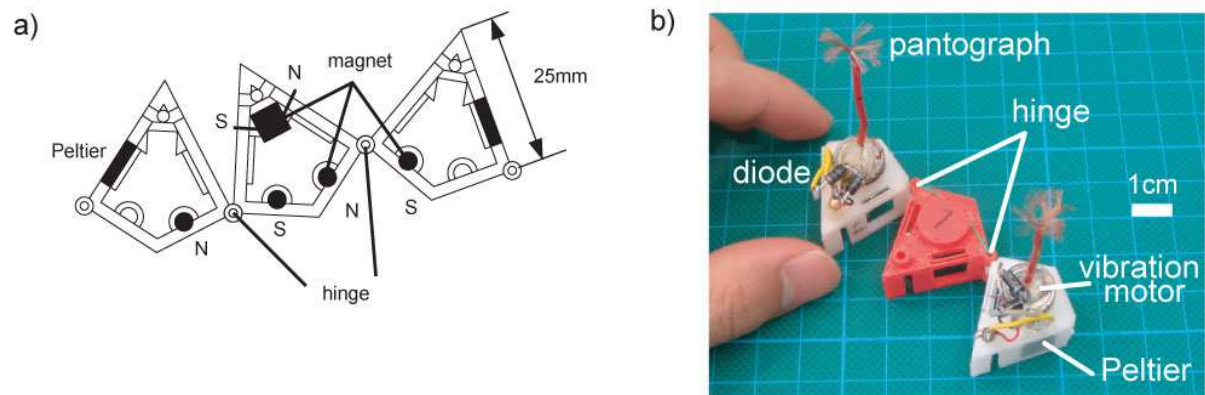 a)
magnet
N
S
25mm
Peltier
N
S
N
S
hinge
b)
pantograph
hinge
diode
1cm
vibration
motor
Peltier